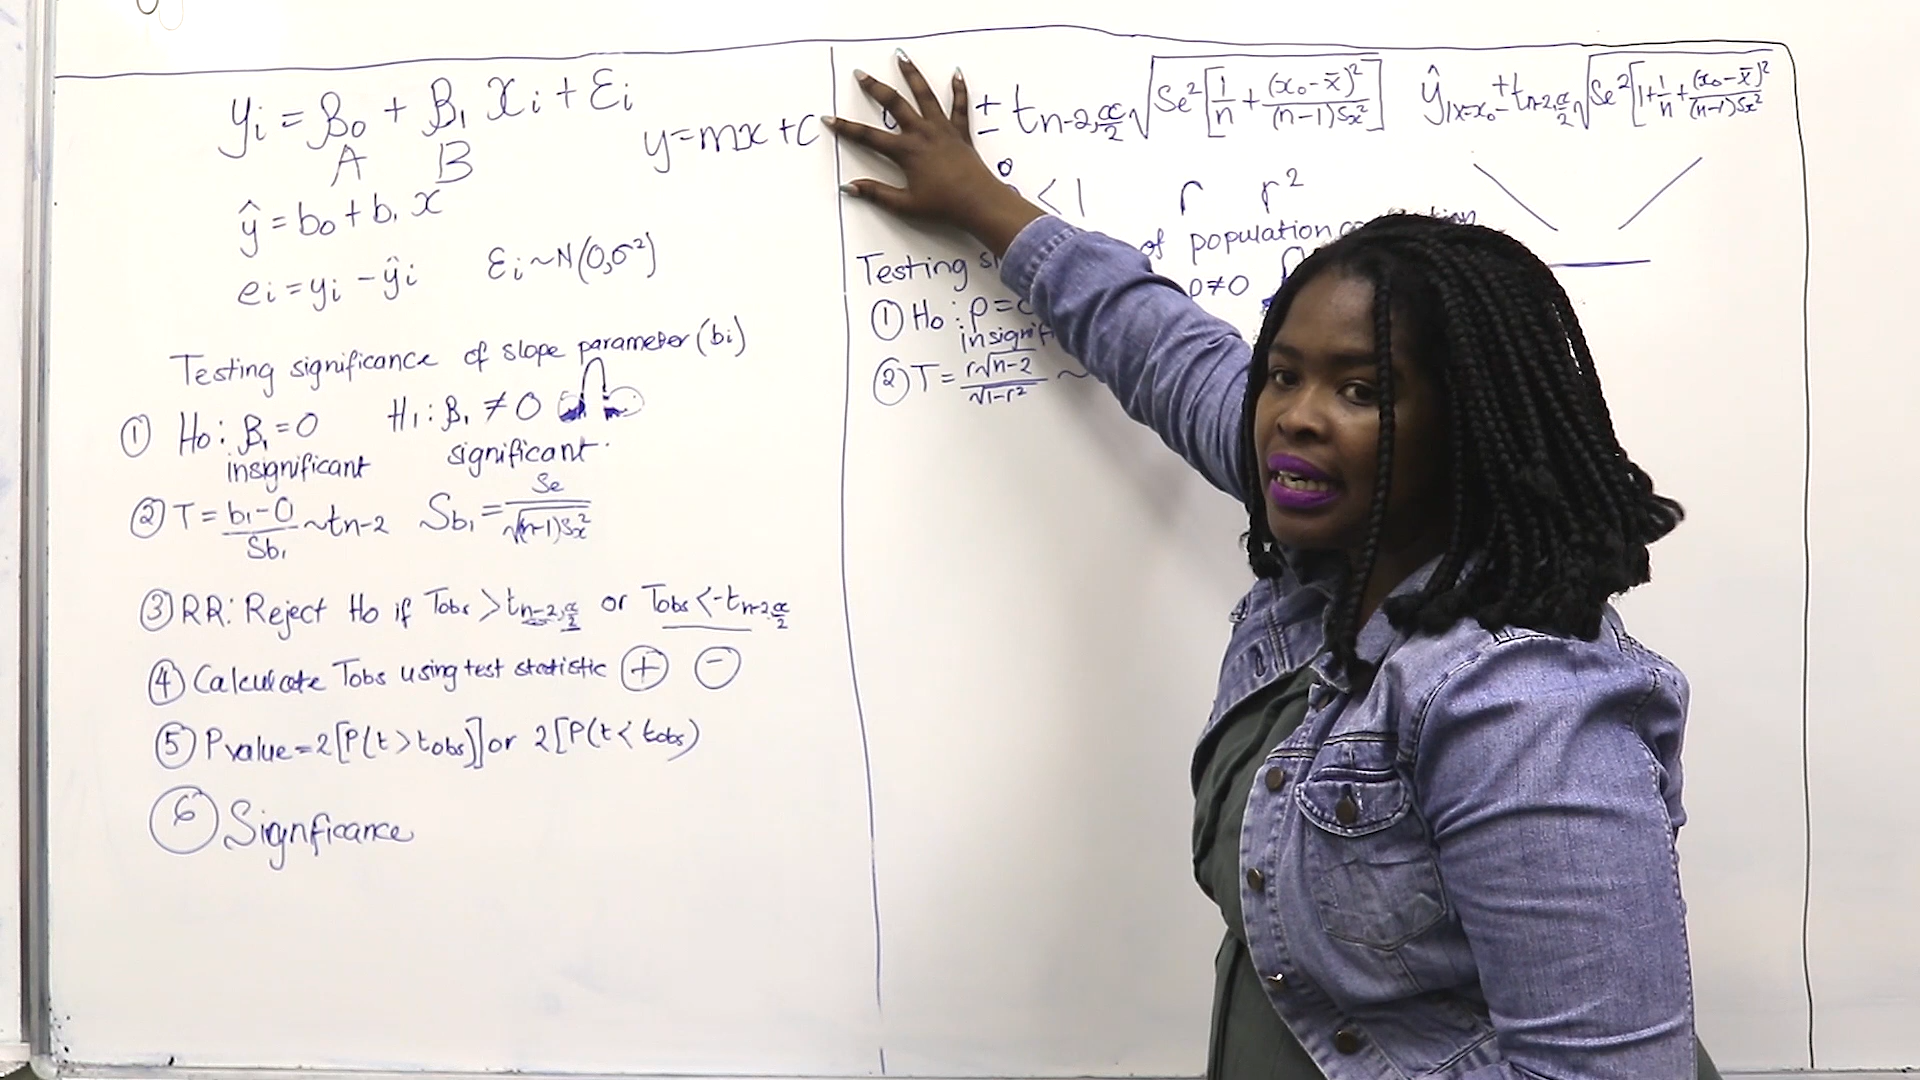 yᵢ = β₀ + β₁ xᵢ + εᵢ
A B
y = mx + c
ŷ = b₀ + b₁ x
eᵢ = yᵢ - ŷᵢ εᵢ ~ N(0,σ²)
Testing significance of slope parameter (bi)
① Ho: β₁ = 0 H₁: β₁ ≠ 0
insignificant significant.
② T = (b₁ - 0)/Sb₁ ~ tn-2 Sb₁ = Se/√(n-1)Sx²
③ RR: Reject Ho if Tobs > tn-2,α/2 or Tobs < -tn-2,α/2
④ Calculate Tobs using test statistic (+) (-)
⑤ P value = 2[P(t > tobs)] or 2[P(t < tobs)
⑥ Signficance
± tn-2,α/2 √Se²[1/n + (x₀ - x̄)²/(n-1)Sx²] ŷ|x=x₀ ± tn-2,α/2 √Se²[1 + 1/n + (x₀ - x̄)²/(n-1)Sx²
< 1 r r²
Testing of population
① Ho: ρ = ρ ≠ 0
② T = r√n-2/√1-r² ~